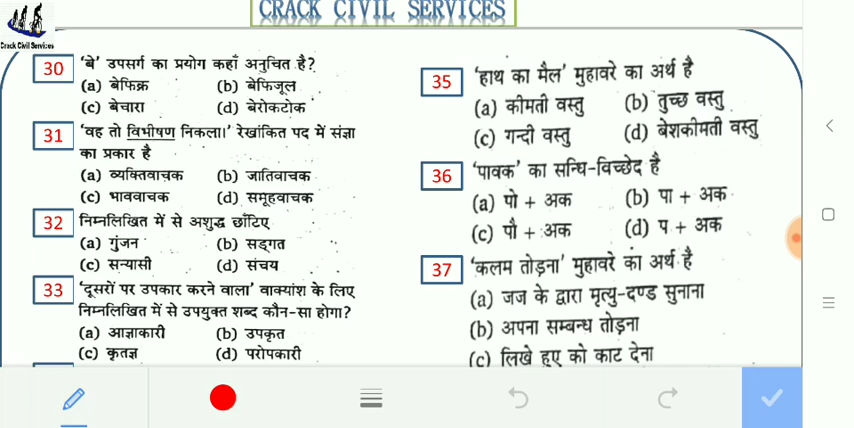 CRACK CIVIL SERVICES
Crack Civil Services
30 'बे' उपसर्ग का प्रयोग कहाँ अनुचित है?
(a) बेफिक्र (b) बेफिजूल
(c) बेचारा (d) बेरोकटोक
31 'वह तो विभीषण निकला।' रेखांकित पद में संज्ञा
का प्रकार है
(a) व्यक्तिवाचक (b) जातिवाचक
(c) भाववाचक (d) समूहवाचक
32 निम्नलिखित में से अशुद्ध छाँटिए
(a) गुंजन (b) सड्गत
(c) सन्यासी (d) संचय
33 'दूसरों पर उपकार करने वाला' वाक्यांश के लिए
निम्नलिखित में से उपयुक्त शब्द कौन-सा होगा?
(a) आज्ञाकारी (b) उपकृत
(c) कृतज्ञ (d) परोपकारी
35 'हाथ का मैल' मुहावरे का अर्थ है
(a) कीमती वस्तु (b) तुच्छ वस्तु
(c) गन्दी वस्तु (d) बेशकीमती वस्तु
36 'पावक' का सन्धि-विच्छेद है
(a) पो + अक (b) पा + अक
(c) पौ + अक (d) प + अक
37 'कलम तोड़ना' मुहावरे का अर्थ है
(a) जज के द्वारा मृत्यु-दण्ड सुनाना
(b) अपना सम्बन्ध तोड़ना
(c) लिखे हुए को काट देना